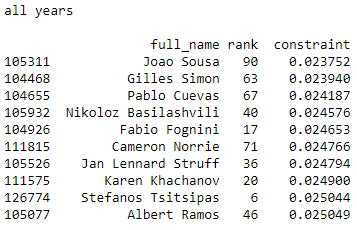 all years
full_name rank constraint
105311 Joao Sousa 90 0.023752
104468 Gilles Simon 63 0.023940
104655 Pablo Cuevas 67 0.024187
105932 Nikoloz Basilashvili 40 0.024576
104926 Fabio Fognini 17 0.024653
111815 Cameron Norrie 71 0.024766
105526 Jan Lennard Struff 36 0.024794
111575 Karen Khachanov 20 0.024900
126774 Stefanos Tsitsipas 6 0.025044
105077 Albert Ramos 46 0.025049